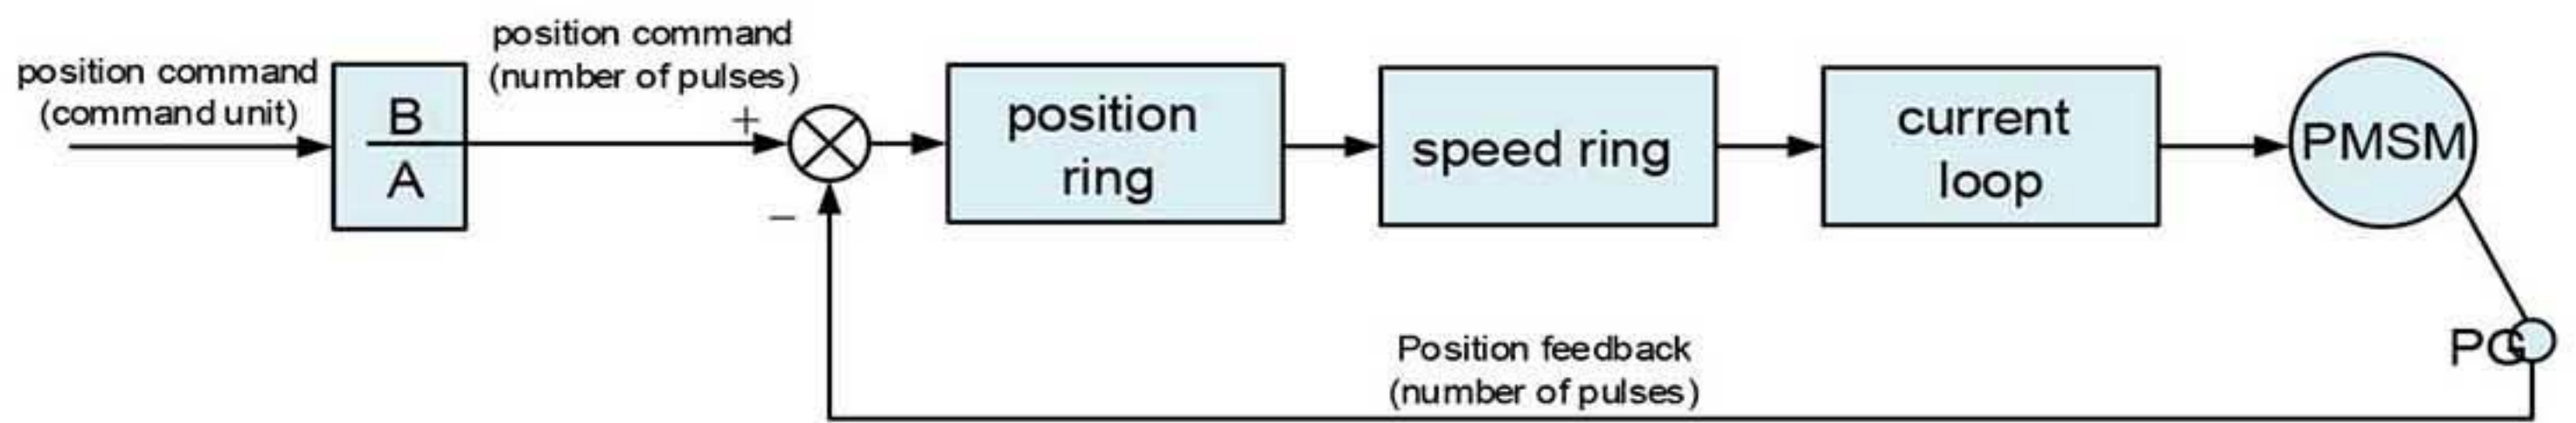 position command
(command unit)
B
A
position command
(number of pulses)
+
−
position
ring
speed ring
current
loop
PMSM
PG
Position feedback
(number of pulses)